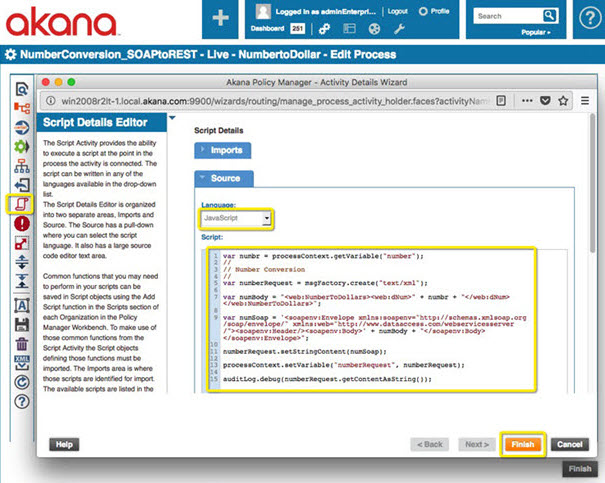 akana
Logged in as adminEnterpri...
Logout
Profile
Dashboard 251
Search
Popular
NumberConversion_SOAPtoREST - Live - NumbertoDollar - Edit Process
Akana Policy Manager - Activity Details Wizard
win2008r2lt-1.local.akana.com:9900/wizards/routing/manage_process_activity_holder.faces?activityNam
Script Details Editor
The Script Activity provides the ability
to execute a script at the point in the
process the activity is connected. The
script can be written in any of the
languages available in the drop-down
list.
The Script Details Editor is organized
into two separate areas, Imports and
Source. The Source has a pull-down
where you can select the script
language. It also has a large source
code editor text area.
Common functions that you may need
to perform in your scripts can be
saved in Script objects using the Add
Script function in the Scripts section of
each Organization in the Policy
Manager Workbench. To make use of
those common functions from the
Script Activity the Script objects
defining those functions must be
imported. The Imports area is where
those scripts are identified for import.
The available scripts are listed in the
Script Details
Imports
Source
Language:
JavaScript
Script:
1 var numbr = processContext.getVariable("number");
2 //
3 // Number Conversion
4 //
5 var numberRequest = msgFactory.create("text/xml");
6
7 var numBody = "<web:NumberToDollars><web:dNum>" + numbr + "</web:dNum>
</web:NumberToDollars>";
8
9 var numSoap = '<soapenv:Envelope xmlns:soapenv="http://schemas.xmlsoap.org
/soap/envelope/" xmlns:web="http://www.dataaccess.com/webservicesserver
/"><soapenv:Header/><soapenv:Body>' + numBody + "</soapenv:Body>
</soapenv:Envelope>";
10
11 numberRequest.setStringContent(numSoap);
12
13 processContext.setVariable("numberRequest", numberRequest);
14
15 auditLog.debug(numberRequest.getContentAsString());
Help
< Back
Next >
Finish
Cancel
Finish
XML